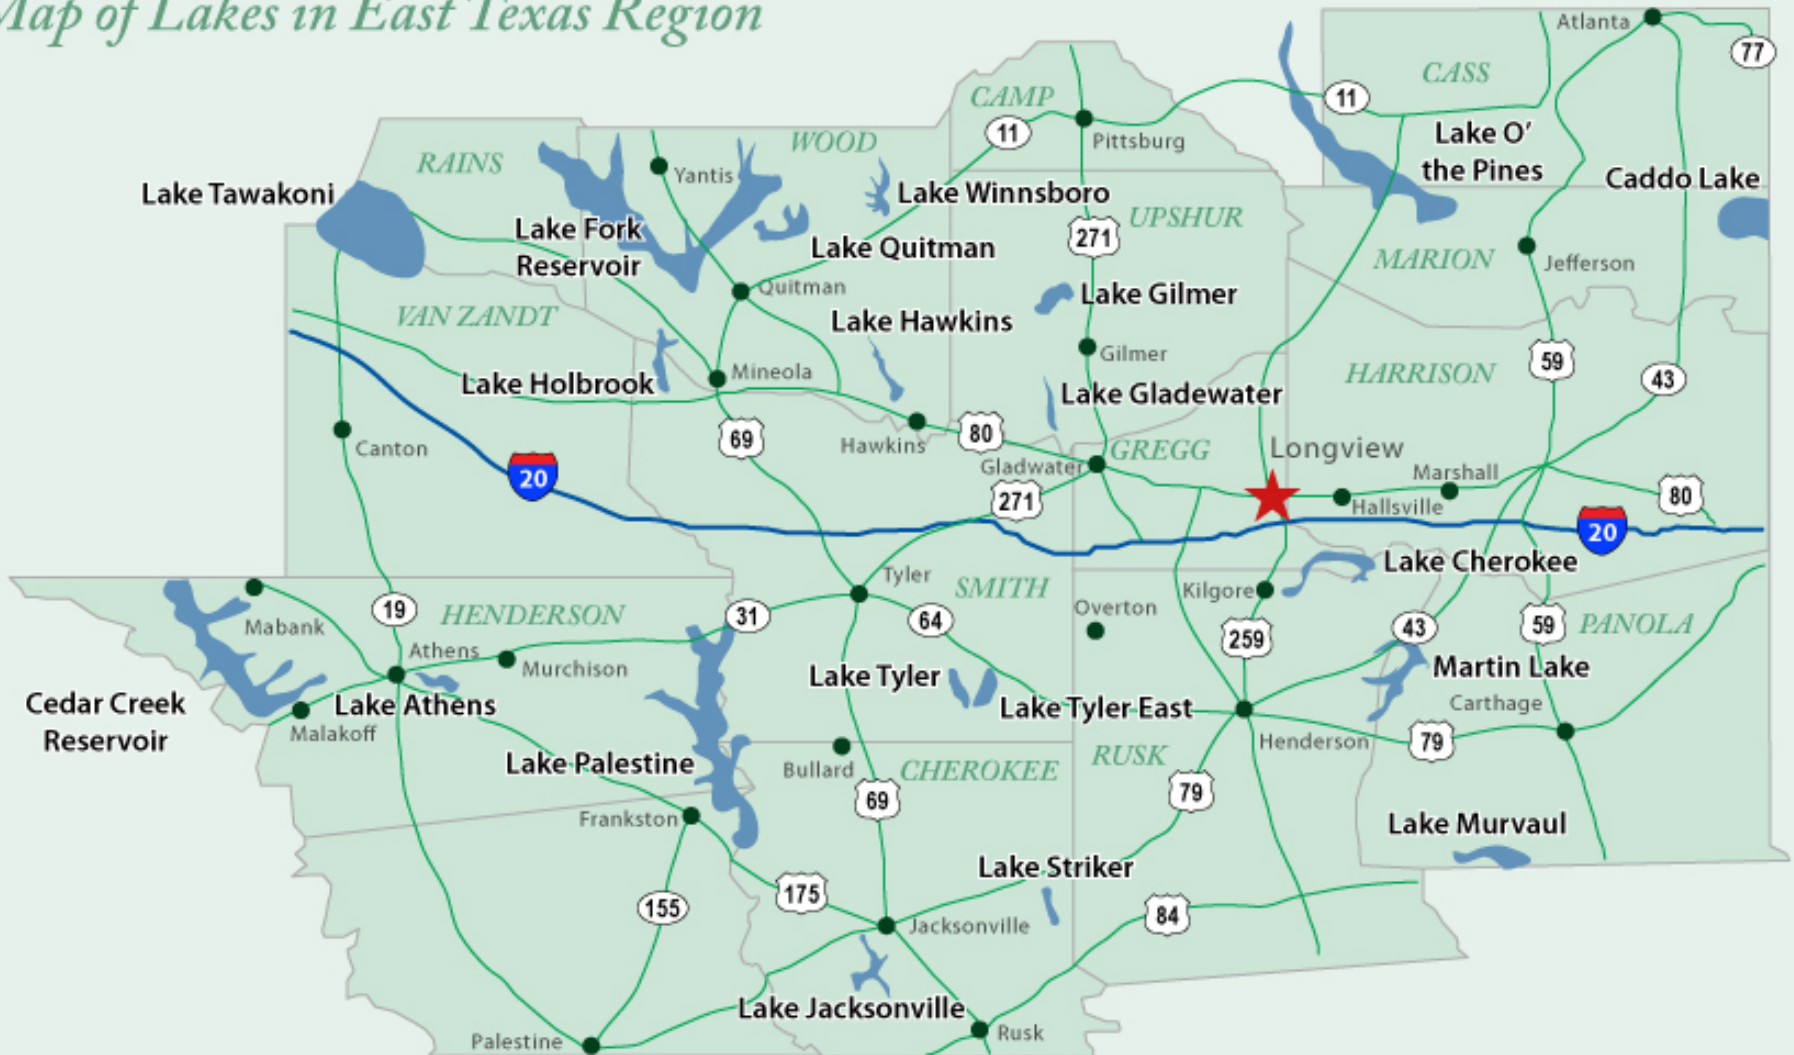 Map of Lakes in East Texas Region
Atlanta
77
CASS
CAMP
11
11
Pittsburg
WOOD
RAINS
Yantis
Lake O'
the Pines
Caddo Lake
Lake Tawakoni
Lake Winnsboro
UPSHUR
Lake Fork
Reservoir
Lake Quitman
271
MARION
Jefferson
Quitman
Lake Gilmer
VAN ZANDT
Lake Hawkins
Gilmer
59
HARRISON
43
Mineola
Lake Holbrook
Lake Gladewater
Canton
69
Hawkins
80
GREGG
Longview
Gladwater
Marshall
20
271
Hallsville
80
20
Lake Cherokee
Tyler
SMITH
Kilgore
Overton
19
HENDERSON
31
64
259
43
59
PANOLA
Mabank
Athens
Murchison
Lake Tyler
Martin Lake
Cedar Creek
Reservoir
Lake Athens
Lake Tyler East
Carthage
Malakoff
Henderson
79
Lake Palestine
Bullard
CHEROKEE
RUSK
69
79
Frankston
Lake Murvaul
Lake Striker
175
155
84
Jacksonville
Lake Jacksonville
Palestine
Rusk